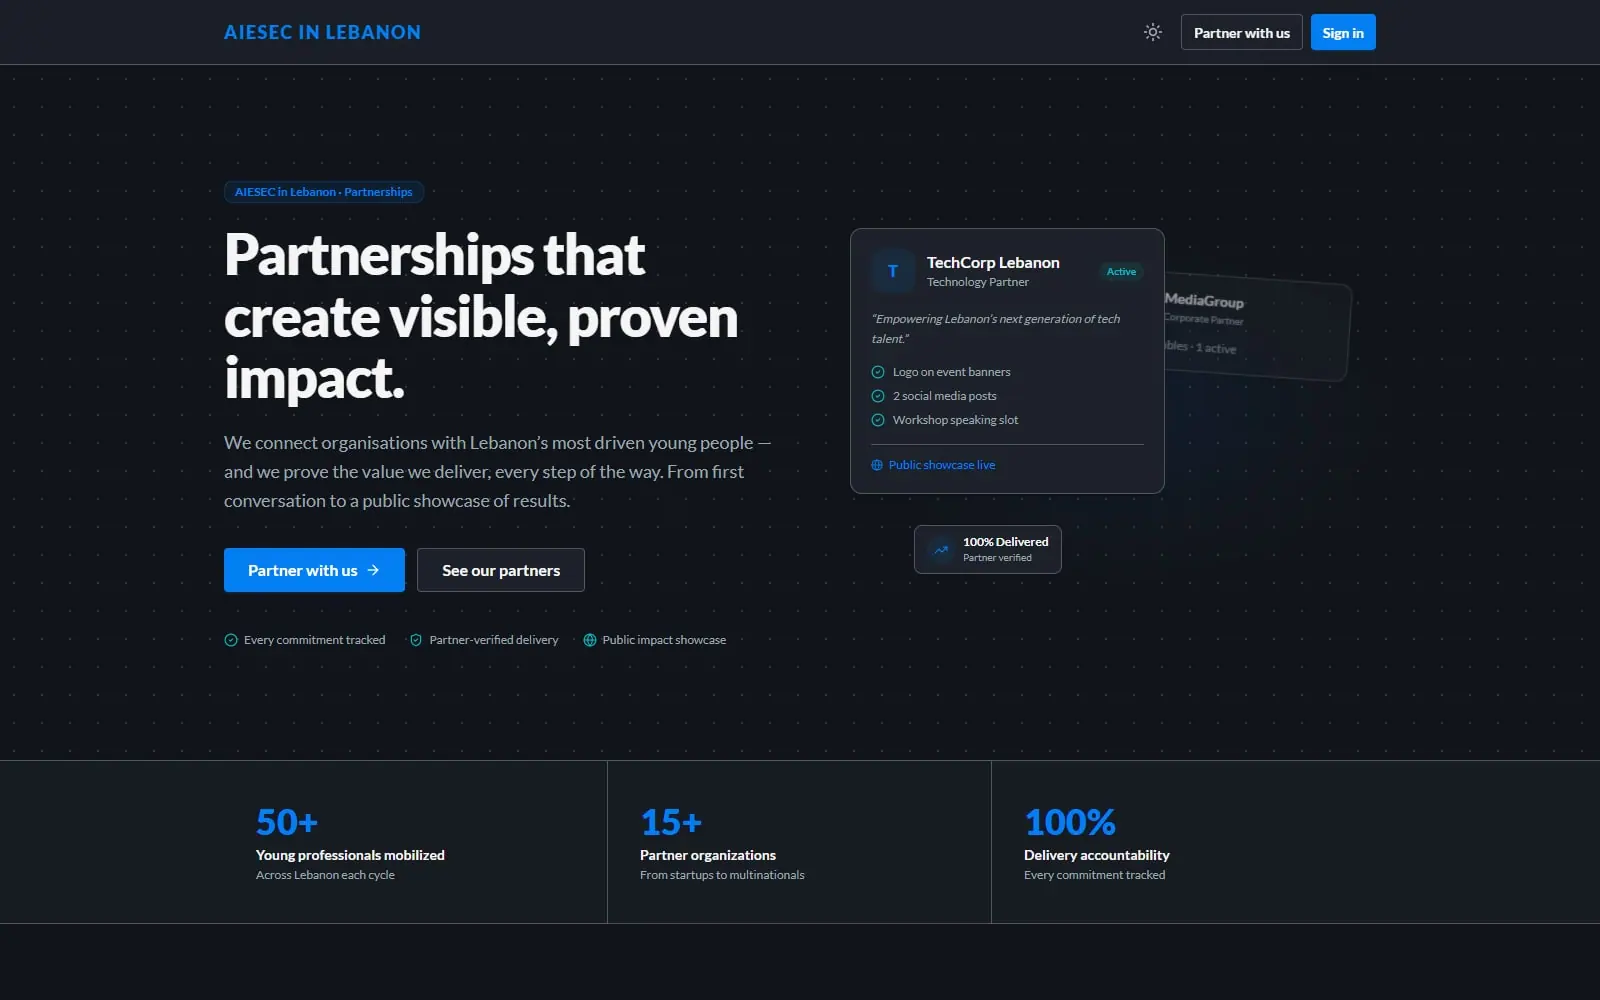 AIESEC IN LEBANON
Partner with us
Sign in
AIESEC in Lebanon · Partnerships
Partnerships that
create visible, proven
impact.
We connect organisations with Lebanon’s most driven young people —
and we prove the value we deliver, every step of the way. From first
conversation to a public showcase of results.
Partner with us
See our partners
Every commitment tracked
Partner-verified delivery
Public impact showcase
T
TechCorp Lebanon
Technology Partner
Active
“Empowering Lebanon’s next generation of tech
talent.”
Logo on event banners
2 social media posts
Workshop speaking slot
Public showcase live
MediaGroup
Corporate Partner
· 1 active
100% Delivered
Partner verified
50+
Young professionals mobilized
Across Lebanon each cycle
15+
Partner organizations
From startups to multinationals
100%
Delivery accountability
Every commitment tracked